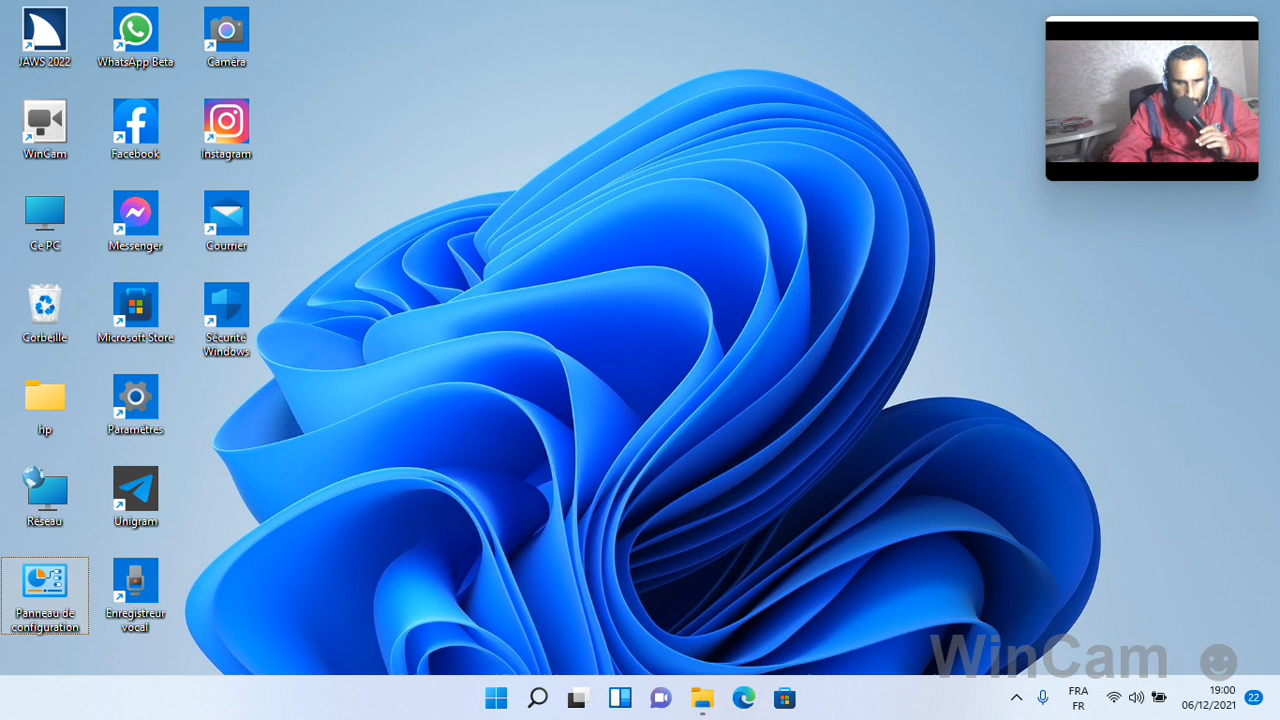 JAWS 2022
WhatsApp Beta
Caméra
WinCam
Facebook
Instagram
Ce PC
Messenger
Courrier
Corbeille
Microsoft Store
Sécurité
Windows
hp
Paramètres
Réseau
Unigram
Panneau de
configuration
Enregistreur
vocal
WinCam
FRA
FR
19:00
06/12/2021
22